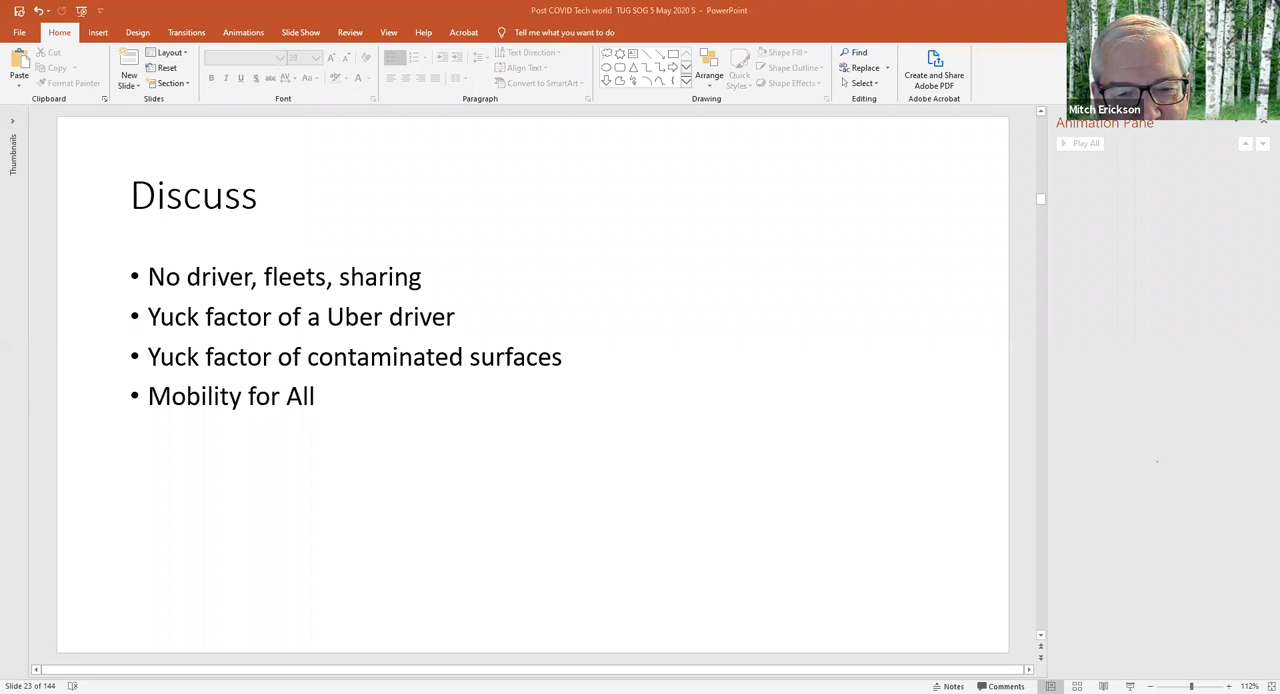 Post COVID Tech world TUG SOG 5 May 2020 S - PowerPoint
File Home Insert Design Transitions Animations Slide Show Review View Help Acrobat Tell me what you want to do
Paste
Cut
Copy
Format Painter
Clipboard
New
Slide
Layout
Reset
Section
Slides
28
B I U S abc AV Aa A
Font
Text Direction
Align Text
Convert to SmartArt
Paragraph
Arrange
Quick
Styles
Shape Fill
Shape Outline
Shape Effects
Drawing
Find
Replace
Select
Editing
Create and Share
Adobe PDF
Adobe Acrobat
Mitch Erickson
Animation Pane
Play All
Thumbnails
Discuss
• No driver, fleets, sharing
• Yuck factor of a Uber driver
• Yuck factor of contaminated surfaces
• Mobility for All
Slide 23 of 144
Notes Comments 112%